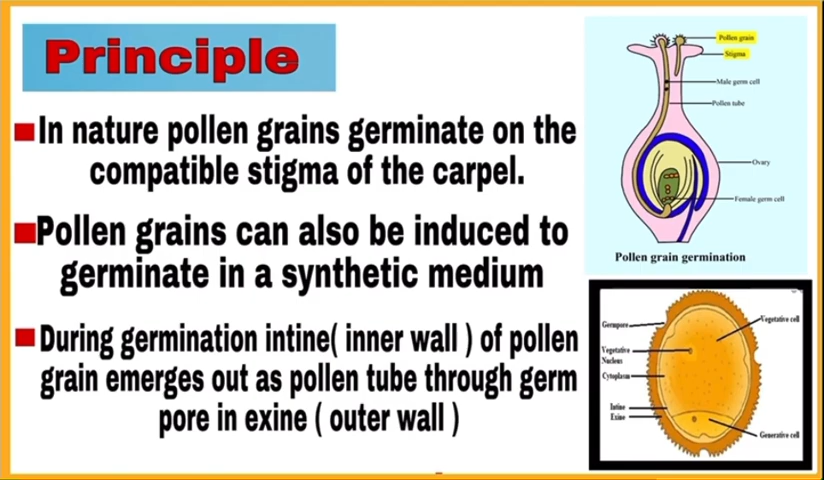 Principle
In nature pollen grains germinate on the
compatible stigma of the carpel.
Pollen grains can also be induced to
germinate in a synthetic medium
During germination intine( inner wall ) of pollen
grain emerges out as pollen tube through germ
pore in exine ( outer wall )
Pollen grain
Stigma
Male germ cell
Pollen tube
Ovary
Female germ cell
Pollen grain germination
Germpore
Vegetative cell
Vegetative
Nucleus
Cytoplasm
Intine
Exine
Generative cell